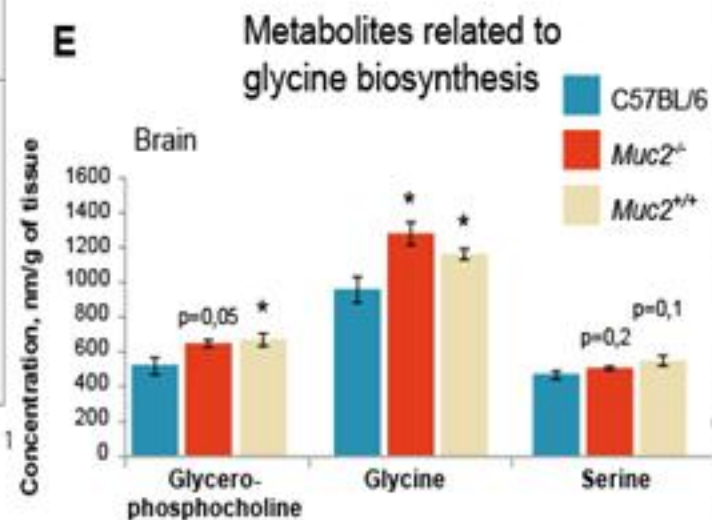 E
Metabolites related to
glycine biosynthesis
C57BL/6
Muc2-/-
Muc2+/+
Brain
Concentration, nm/g of tissue
1600
1400
1200
1000
800
600
400
200
0
p=0,05
*
*
*
p=0,2
p=0,1
Glycero-
phosphocholine
Glycine
Serine
1